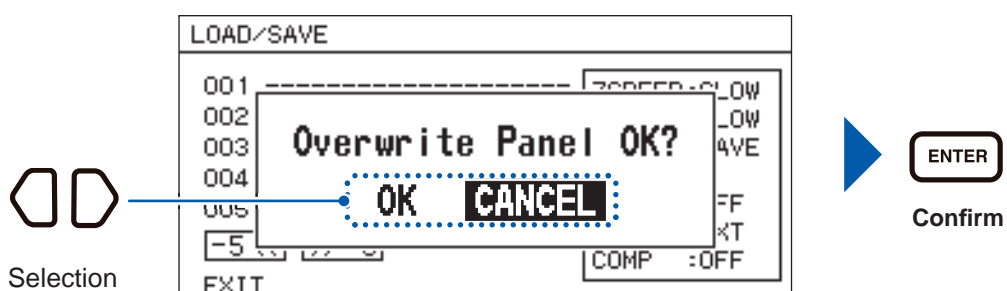 LOAD/SAVE
001 --------------------
002 LOW
003 AVE
004
005 FF
Overwrite Panel OK?
OK CANCEL
-5
COMP :OFF
EXIT
Selection
ENTER
Confirm